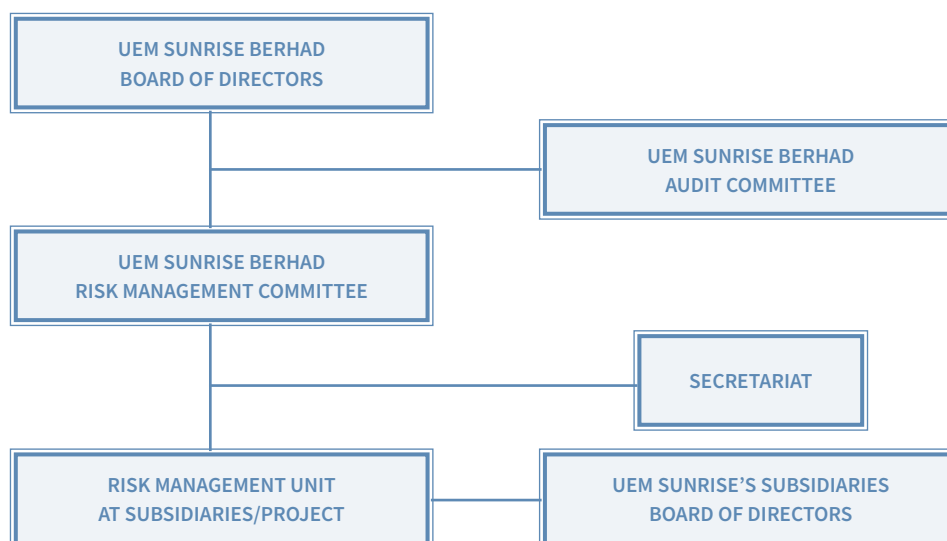 UEM SUNRISE BERHAD
BOARD OF DIRECTORS
UEM SUNRISE BERHAD
AUDIT COMMITTEE
UEM SUNRISE BERHAD
RISK MANAGEMENT COMMITTEE
SECRETARIAT
RISK MANAGEMENT UNIT
AT SUBSIDIARIES/PROJECT
UEM SUNRISE’S SUBSIDIARIES
BOARD OF DIRECTORS